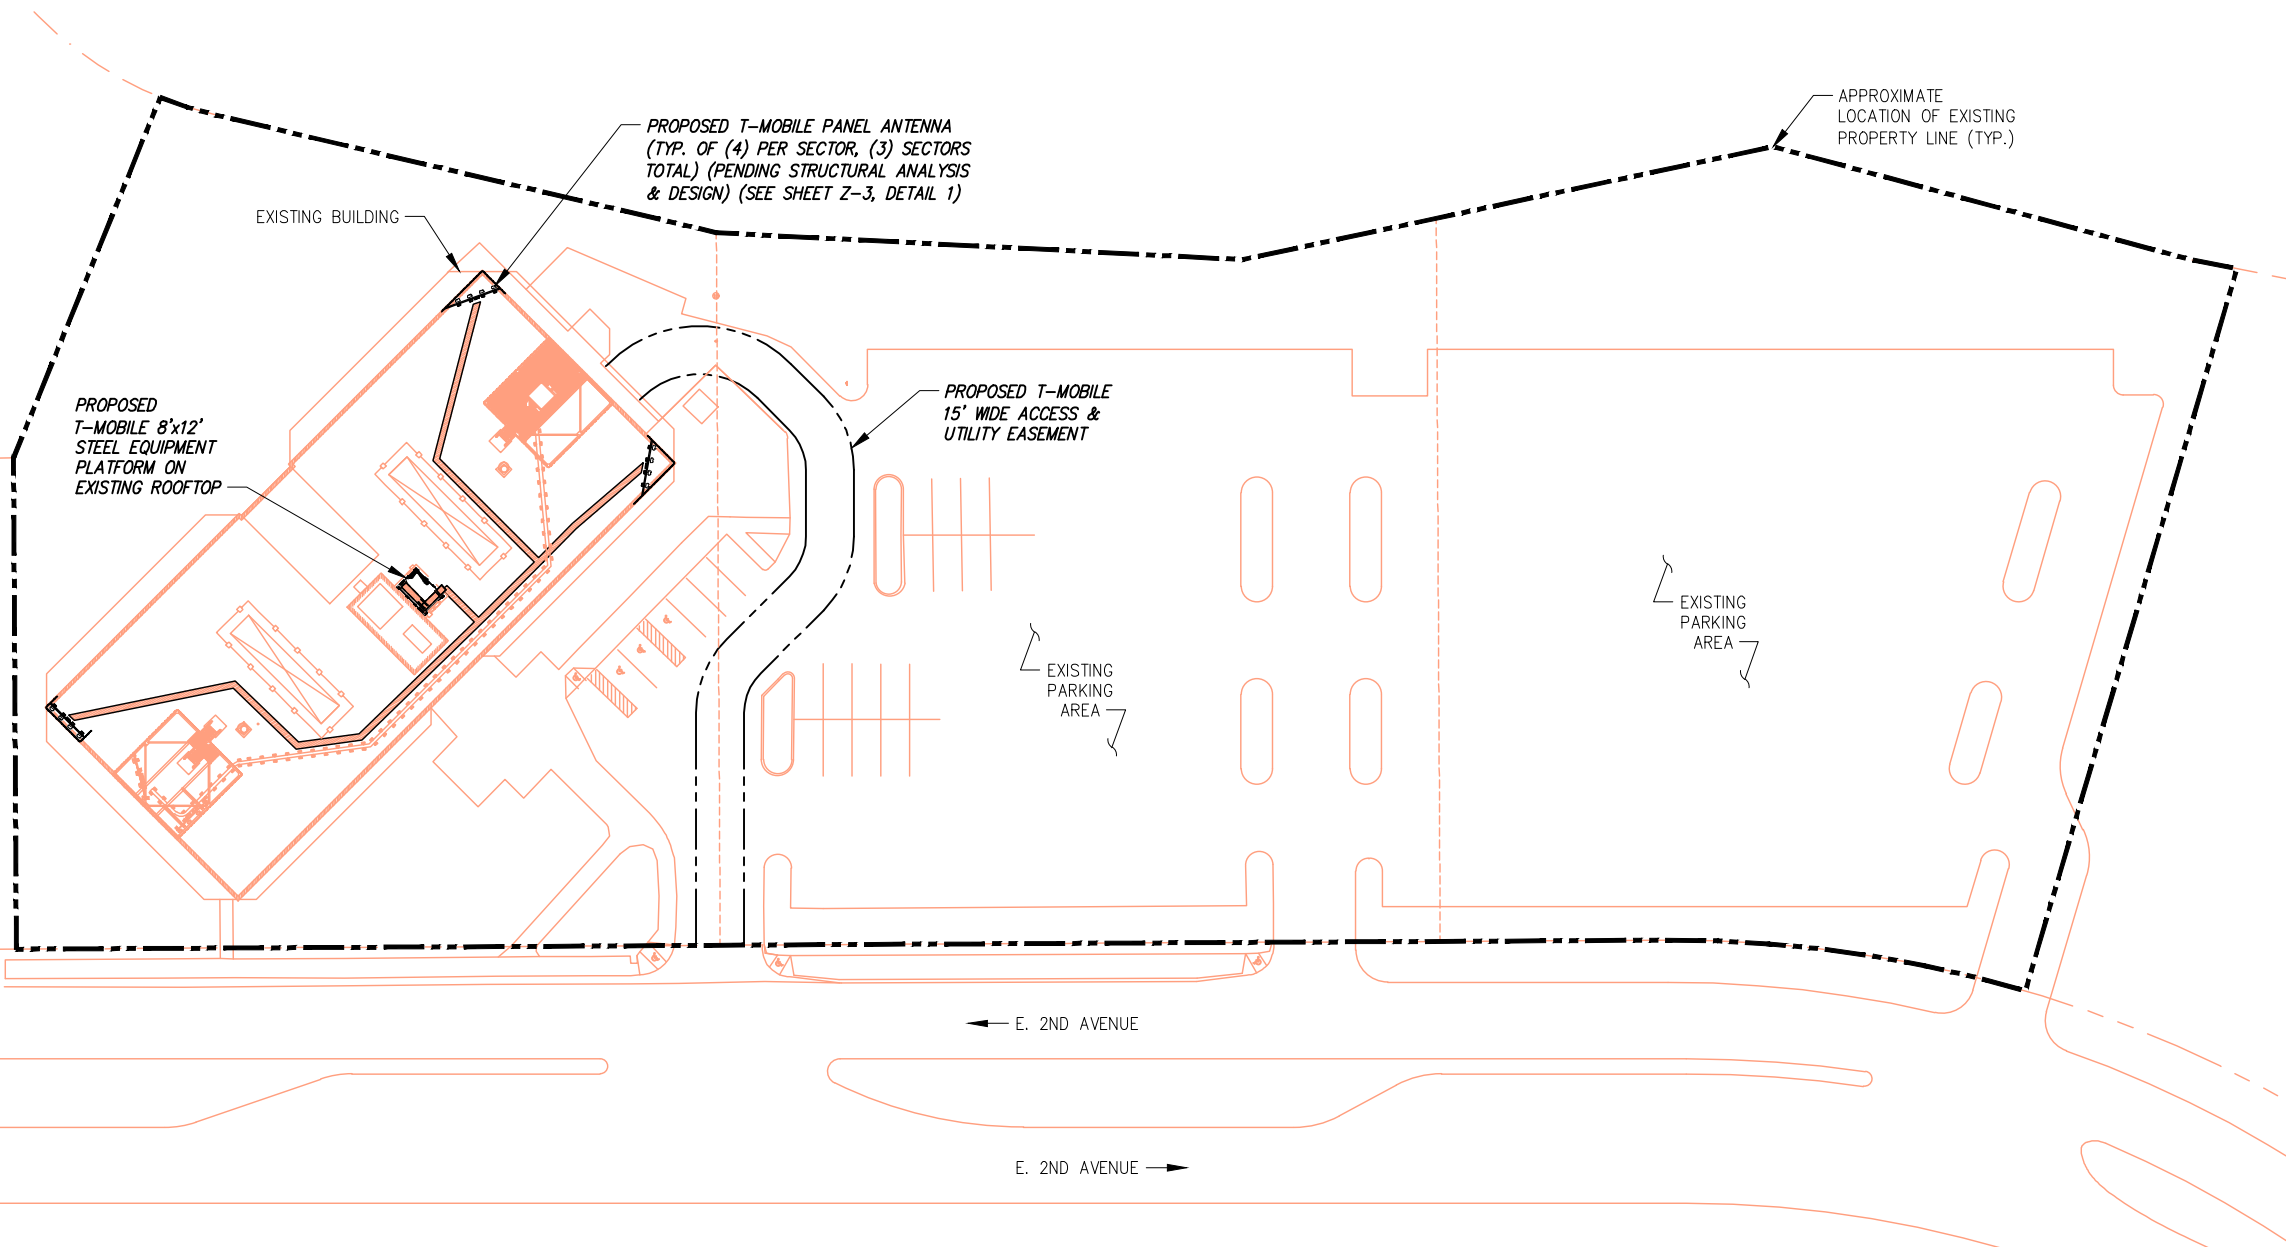 APPROXIMATE
LOCATION OF EXISTING
PROPERTY LINE (TYP.)
PROPOSED T-MOBILE PANEL ANTENNA
(TYP. OF (4) PER SECTOR, (3) SECTORS
TOTAL) (PENDING STRUCTURAL ANALYSIS
& DESIGN) (SEE SHEET Z-3, DETAIL 1)
EXISTING BUILDING
PROPOSED
T-MOBILE 8'x12'
STEEL EQUIPMENT
PLATFORM ON
EXISTING ROOFTOP
PROPOSED T-MOBILE
15' WIDE ACCESS &
UTILITY EASEMENT
EXISTING
PARKING
AREA
EXISTING
PARKING
AREA
E. 2ND AVENUE
E. 2ND AVENUE